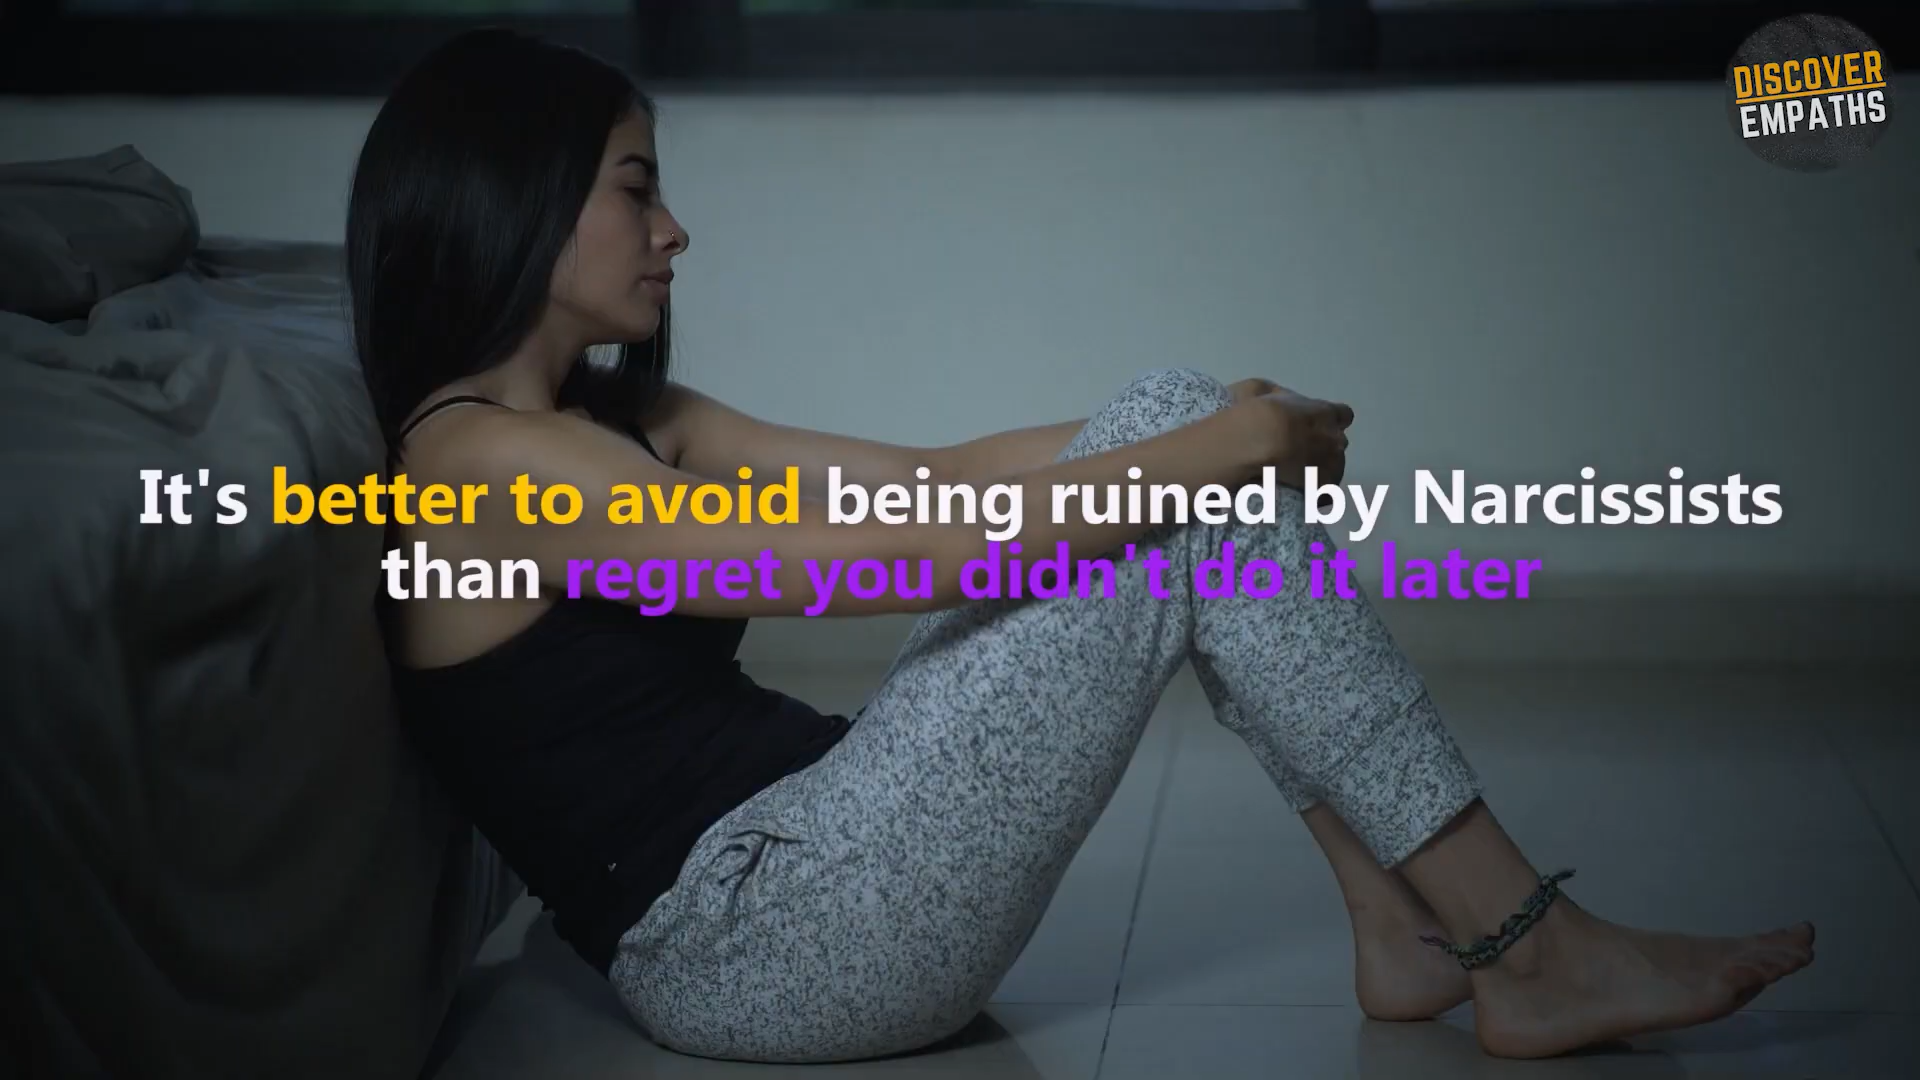 DISCOVER
EMPATHS
It's better to avoid being ruined by Narcissists
than regret you didn't do it later